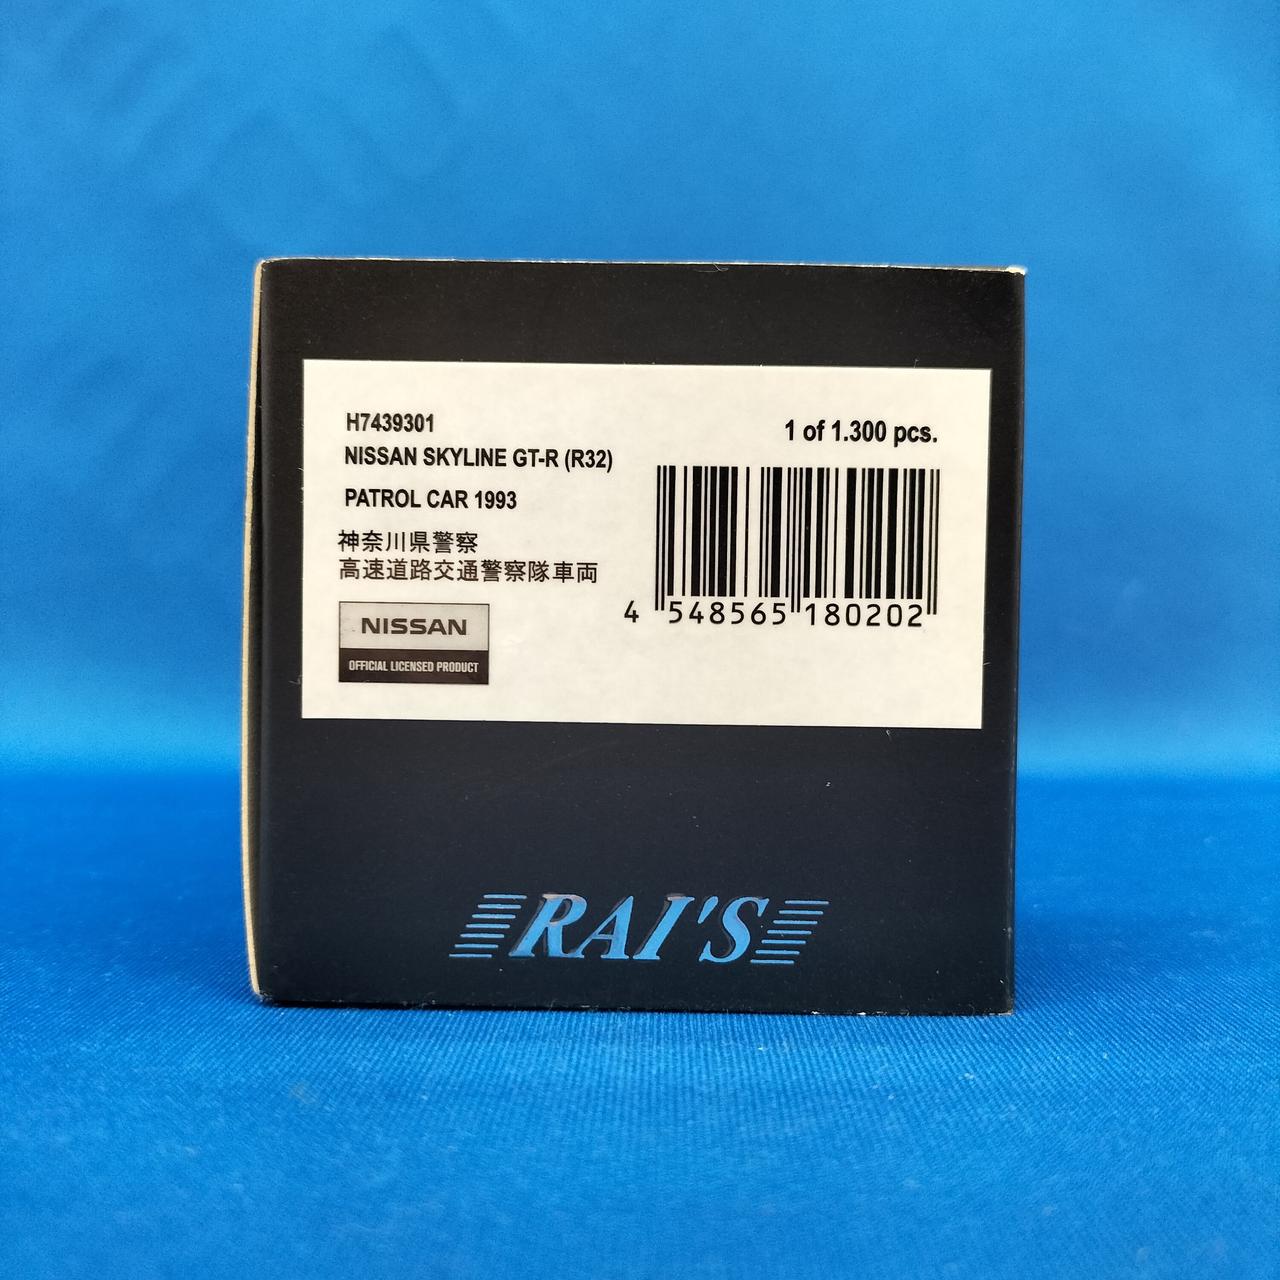 H7439301
1 of 1.300 pcs.
NISSAN SKYLINE GT-R (R32)
PATROL CAR 1993
神奈川県警察
高速道路交通警察隊車両
4 548565 180202
NISSAN
OFFICIAL LICENSED PRODUCT
RAI'S